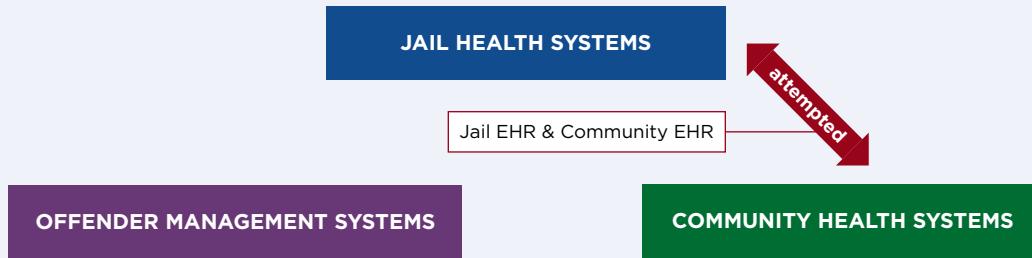 JAIL HEALTH SYSTEMS
attempted
Jail EHR & Community EHR
OFFENDER MANAGEMENT SYSTEMS
COMMUNITY HEALTH SYSTEMS